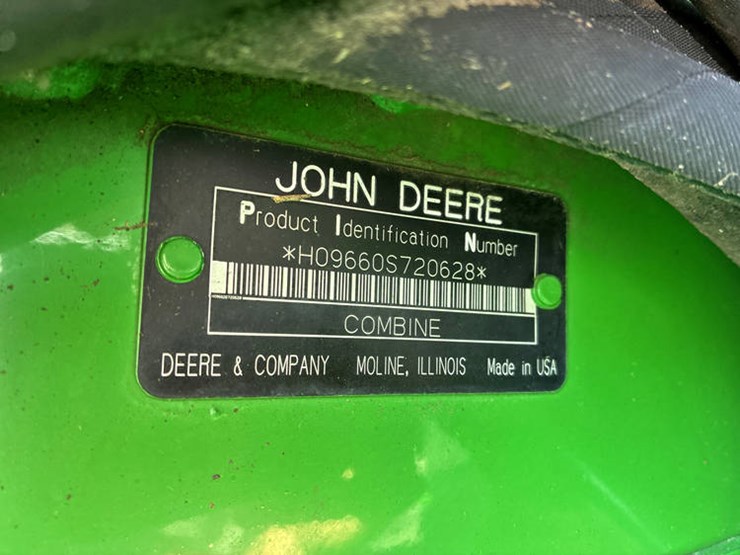 JOHN DEERE
Product Identification Number
*H09660S720628*
COMBINE
DEERE & COMPANY MOLINE, ILLINOIS Made in USA